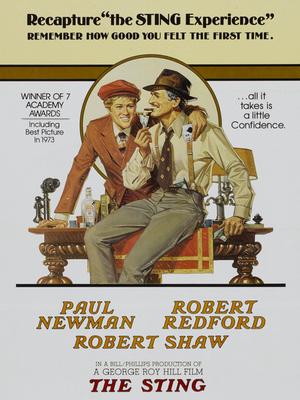 Recapture "the STING Experience"
REMEMBER HOW GOOD YOU FELT THE FIRST TIME.
WINNER OF 7
ACADEMY
AWARDS
Including
Best Picture
In 1973
...all it
takes is
a little
Confidence.
PAUL
NEWMAN
ROBERT
REDFORD
ROBERT SHAW
IN A BILL/PHILLIPS PRODUCTION OF
A GEORGE ROY HILL FILM
THE STING